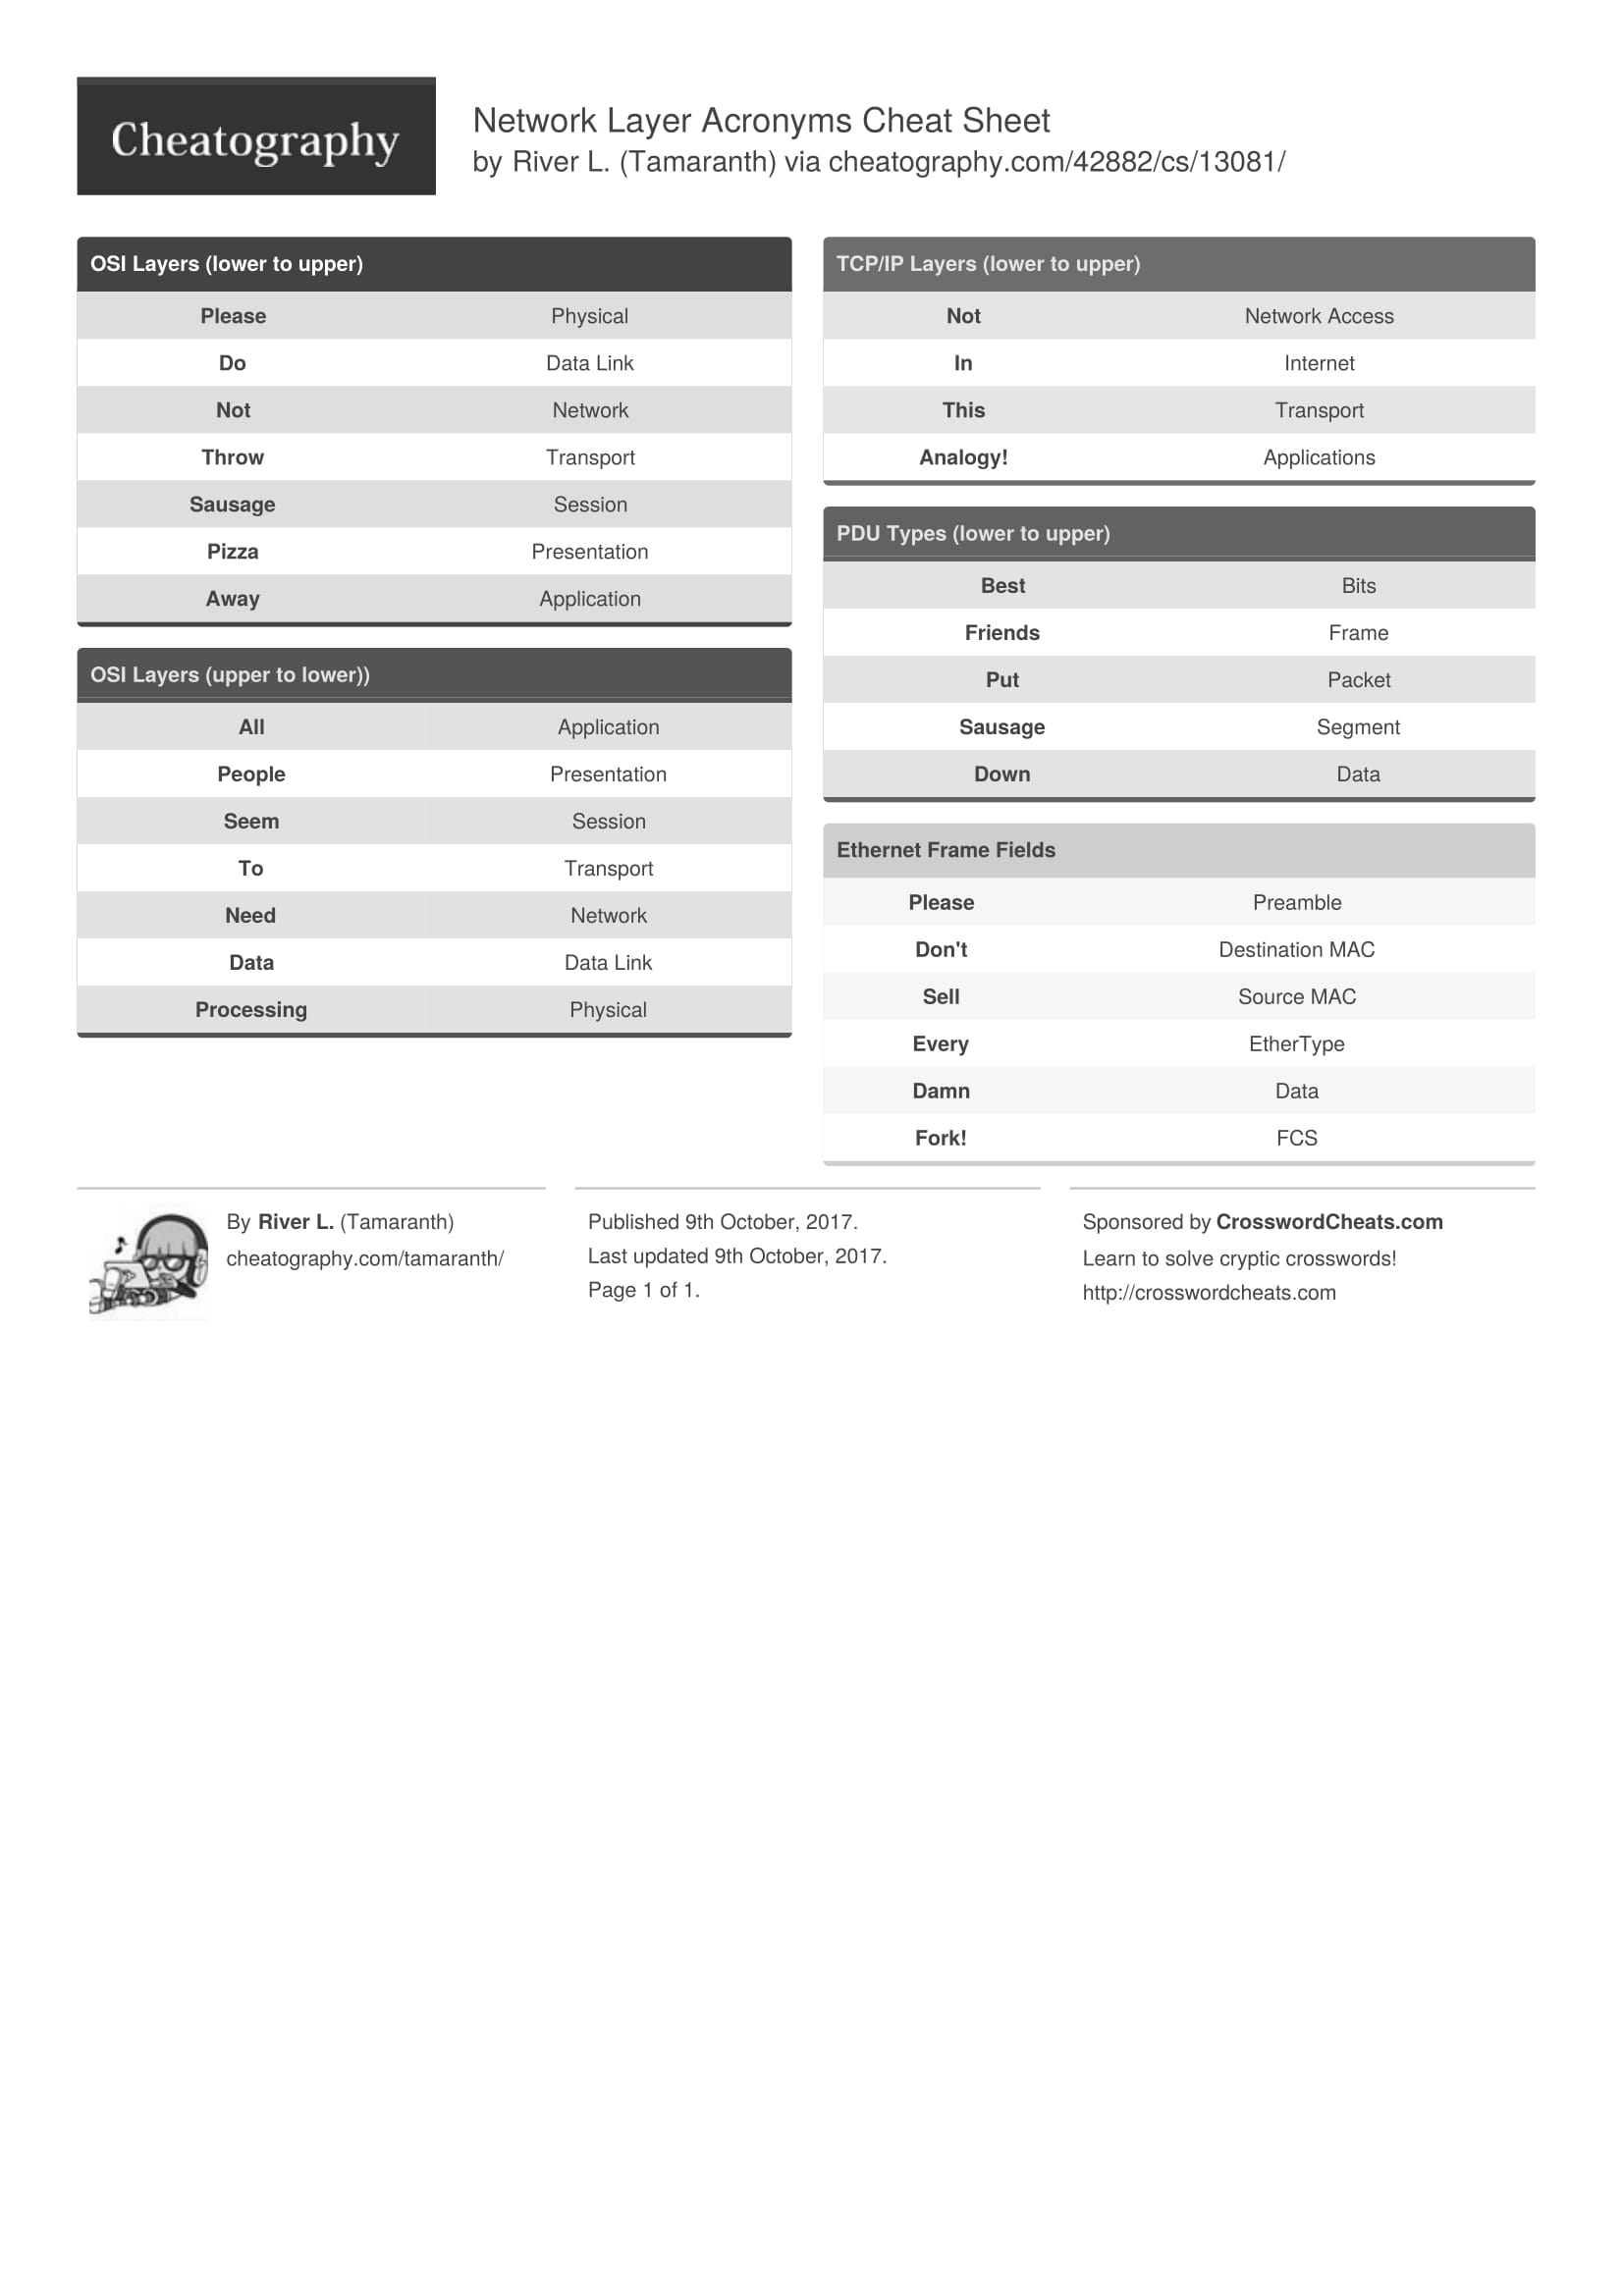 Cheatography
Network Layer Acronyms Cheat Sheet
by River L. (Tamaranth) via cheatography.com/42882/cs/13081/
OSI Layers (lower to upper)
Please Physical
Do Data Link
Not Network
Throw Transport
Sausage Session
Pizza Presentation
Away Application
OSI Layers (upper to lower))
All Application
People Presentation
Seem Session
To Transport
Need Network
Data Data Link
Processing Physical
TCP/IP Layers (lower to upper)
Not Network Access
In Internet
This Transport
Analogy! Applications
PDU Types (lower to upper)
Best Bits
Friends Frame
Put Packet
Sausage Segment
Down Data
Ethernet Frame Fields
Please Preamble
Don't Destination MAC
Sell Source MAC
Every EtherType
Damn Data
Fork! FCS
By River L. (Tamaranth)
cheatography.com/tamaranth/
Published 9th October, 2017.
Last updated 9th October, 2017.
Page 1 of 1.
Sponsored by CrosswordCheats.com
Learn to solve cryptic crosswords!
http://crosswordcheats.com